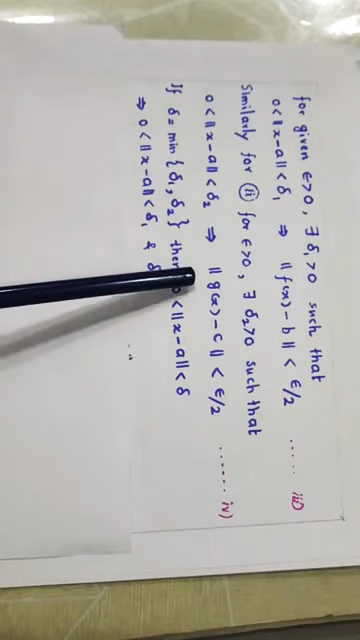 for given ϵ>0, ∃ δ₁>0 such that
0<||x-a||<δ₁ ⇒ ||f(x)-b|| < ϵ/2 ..... iii)
Similarly for (ii) for ϵ>0, ∃ δ₂>0 such that
0<||x-a||<δ₂ ⇒ ||g(x)-c|| < ϵ/2 ...... iv)
If δ = min {δ₁, δ₂} then 0<||x-a||<δ
⇒ 0<||x-a||<δ₁ & δ